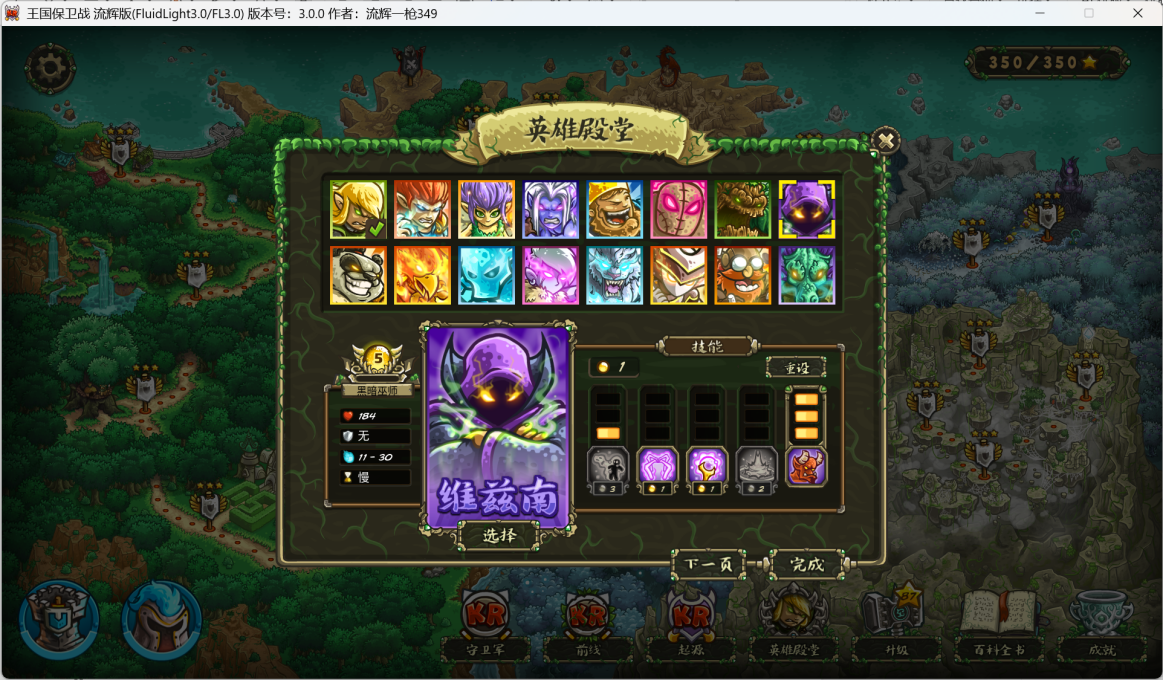 王国保卫战 流辉版(FluidLight3.0/FL3.0) 版本号：3.0.0 作者：流辉一枪349
350/350
英雄殿堂
5
黑暗巫师
184
无
11 - 30
慢
维兹南
选择
技能
1
重设
3
1
1
2
下一页
完成
KR
KR
KR
87
守卫军
前线
起源
英雄殿堂
升级
百科全书
成就